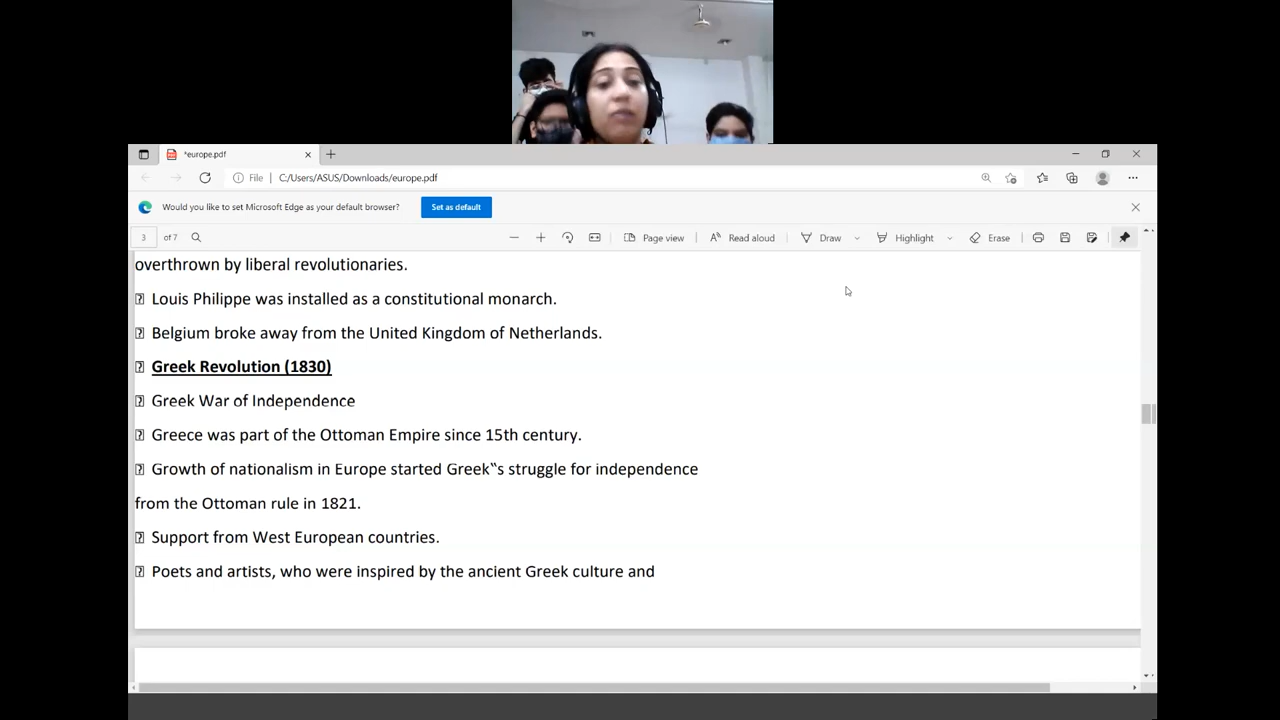 *europe.pdf
File
C:/Users/ASUS/Downloads/europe.pdf
Would you like to set Microsoft Edge as your default browser?
Set as default
3 of 7
Page view
Read aloud
Draw
Highlight
Erase
overthrown by liberal revolutionaries.
Louis Philippe was installed as a constitutional monarch.
Belgium broke away from the United Kingdom of Netherlands.
Greek Revolution (1830)
Greek War of Independence
Greece was part of the Ottoman Empire since 15th century.
Growth of nationalism in Europe started Greek‟s struggle for independence
from the Ottoman rule in 1821.
Support from West European countries.
Poets and artists, who were inspired by the ancient Greek culture and